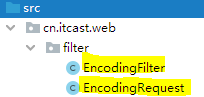 src
cn.itcast.web
filter
EncodingFilter
EncodingRequest